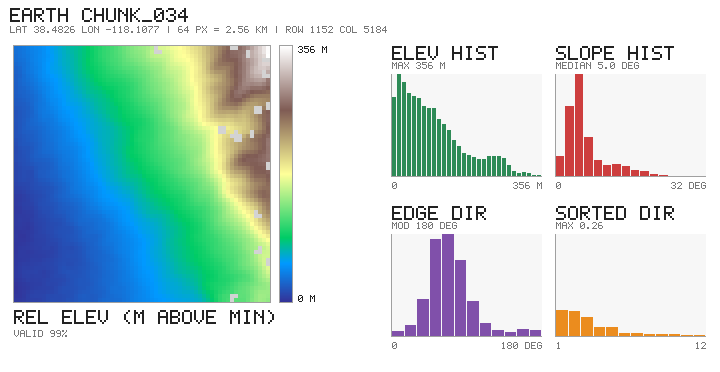 EARTH CHUNK_034
LAT 38.4826 LON -118.1077 | 64 PX = 2.56 KM | ROW 1152 COL 5184
356 M
0 M
REL ELEV (M ABOVE MIN)
VALID 99%
ELEV HIST
MAX 356 M
0 356 M
SLOPE HIST
MEDIAN 5.0 DEG
0 32 DEG
EDGE DIR
MOD 180 DEG
0 180 DEG
SORTED DIR
MAX 0.26
1 12